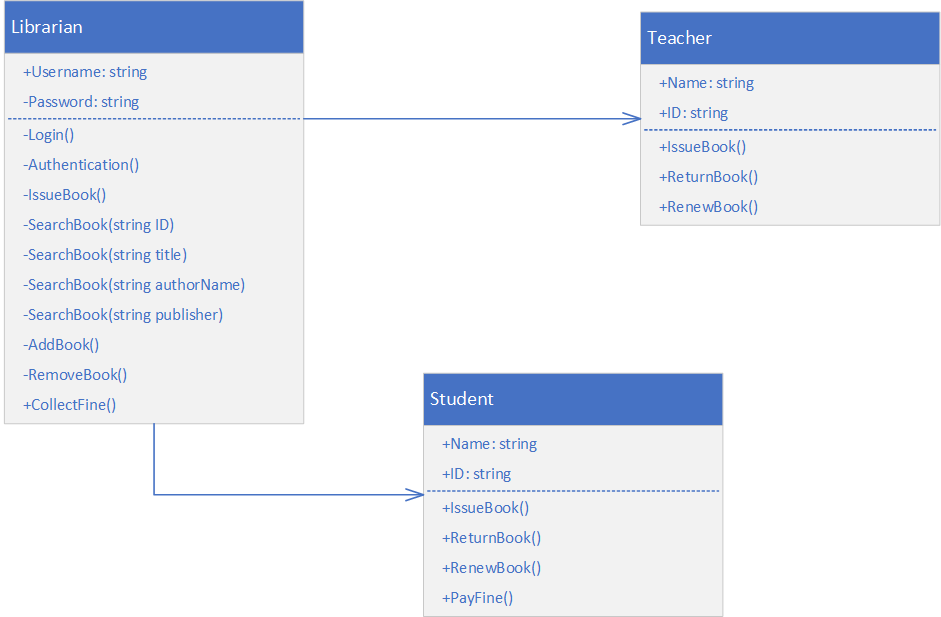 Librarian
+Username: string
-Password: string
-Login()
-Authentication()
-IssueBook()
-SearchBook(string ID)
-SearchBook(string title)
-SearchBook(string authorName)
-SearchBook(string publisher)
-AddBook()
-RemoveBook()
+CollectFine()
Teacher
+Name: string
+ID: string
+IssueBook()
+ReturnBook()
+RenewBook()
Student
+Name: string
+ID: string
+IssueBook()
+ReturnBook()
+RenewBook()
+PayFine()